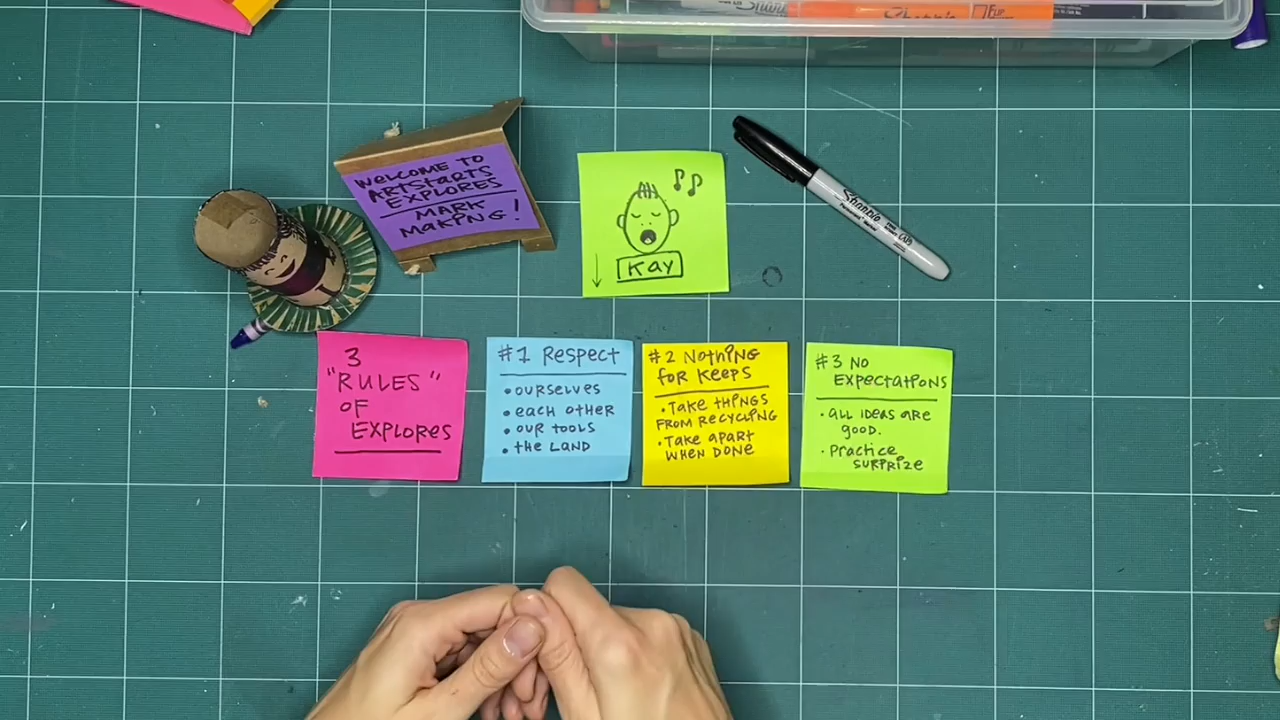 WELCOME TO
ARTSTARTS
EXPLORES
MARK
MAKING!
KAY
3
"RULES"
OF
EXPLORES
#1 RESPECT
• OURSELVES
• EACH OTHER
• OUR TOOLS
• THE LAND
#2 NOTHING
FOR KEEPS
• TAKE THINGS
FROM RECYCLING
• TAKE APART
WHEN DONE
#3 NO
EXPECTATIONS
• ALL IDEAS ARE
GOOD.
• PRACTICE
SURPRIZE
Sharpie
Sharpie